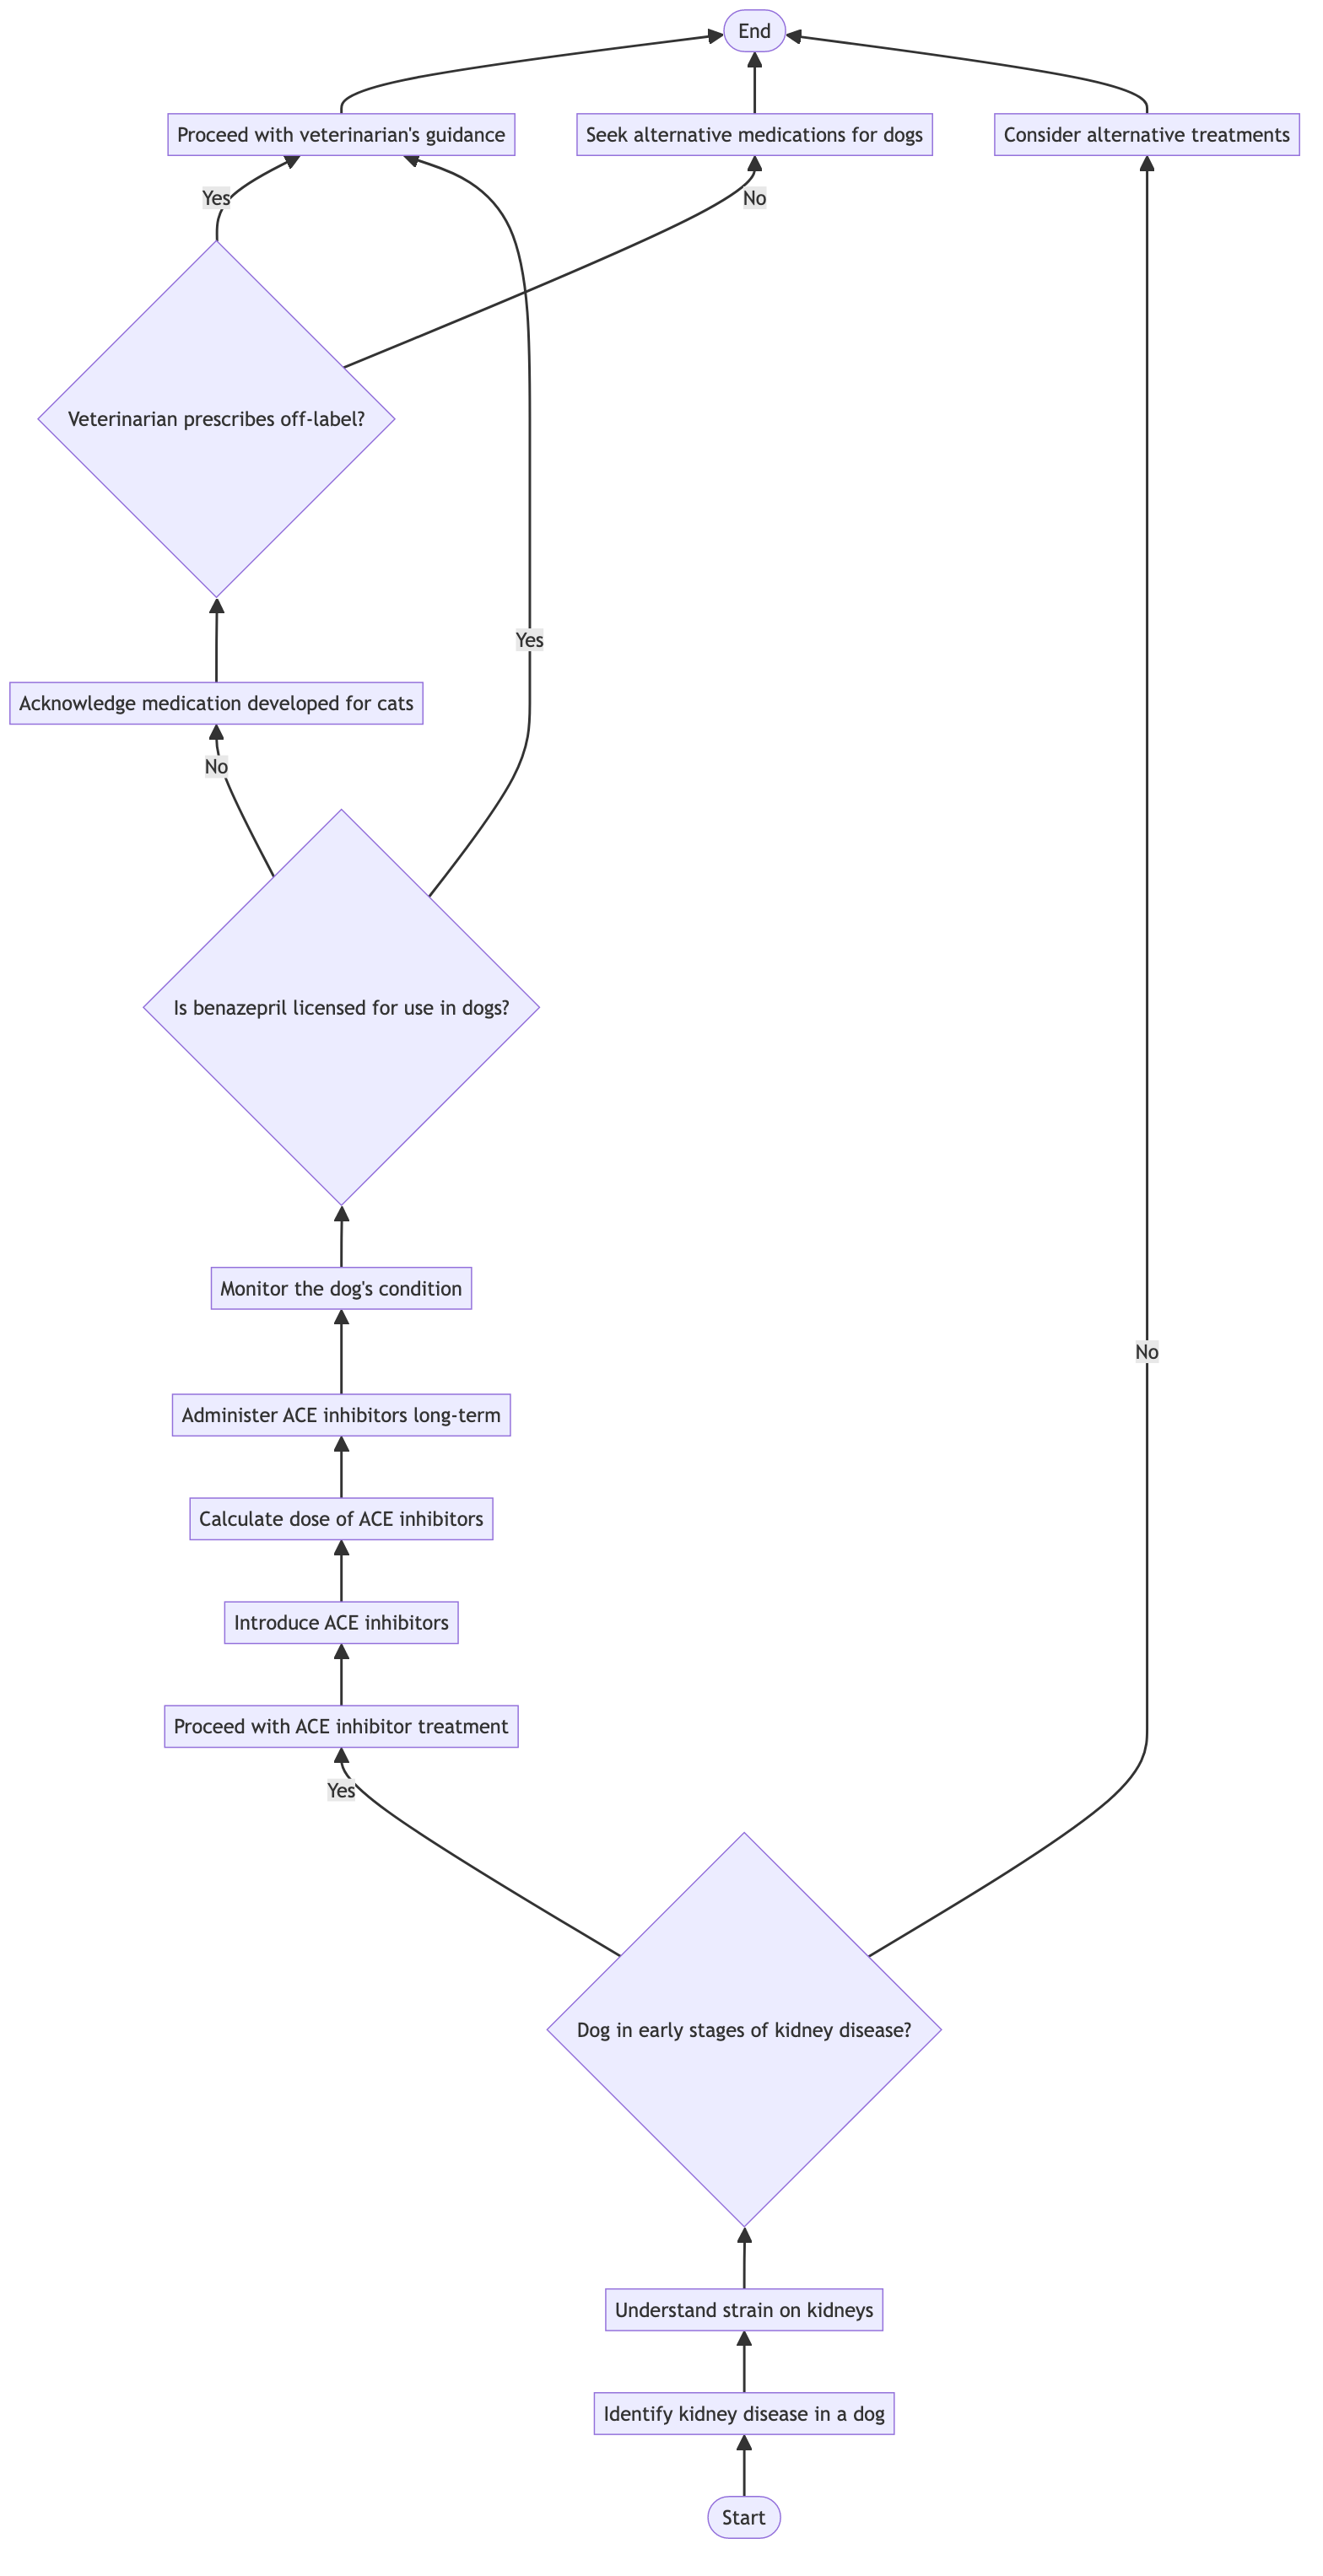 End
Proceed with veterinarian's guidance
Seek alternative medications for dogs
Consider alternative treatments
Yes
No
Veterinarian prescribes off-label?
Yes
Acknowledge medication developed for cats
No
Is benazepril licensed for use in dogs?
Monitor the dog's condition
No
Administer ACE inhibitors long-term
Calculate dose of ACE inhibitors
Introduce ACE inhibitors
Proceed with ACE inhibitor treatment
Yes
Dog in early stages of kidney disease?
Understand strain on kidneys
Identify kidney disease in a dog
Start